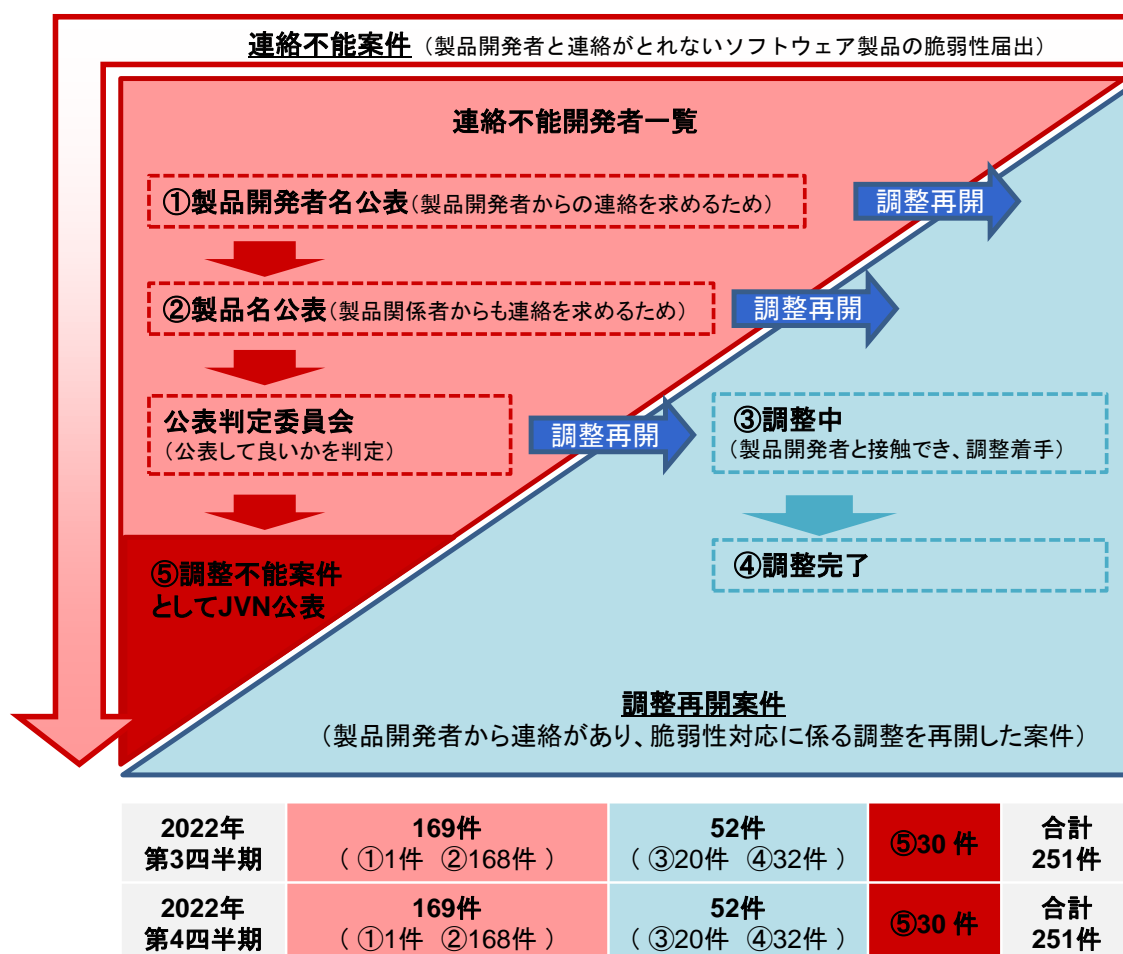 連絡不能案件（製品開発者と連絡がとれないソフトウェア製品の脆弱性届出）
連絡不能開発者一覧
①製品開発者名公表（製品開発者からの連絡を求めるため）
調整再開
②製品名公表（製品関係者からも連絡を求めるため）
調整再開
公表判定委員会
（公表して良いかを判定）
調整再開
③調整中
（製品開発者と接触でき、調整着手）
④調整完了
⑤調整不能案件
としてJVN公表
調整再開案件
（製品開発者から連絡があり、脆弱性対応に係る調整を再開した案件）
2022年
第3四半期
169件
（ ①1件 ②168件 ）
52件
（ ③20件 ④32件 ）
⑤30 件
合計
251件
2022年
第4四半期
169件
（ ①1件 ②168件 ）
52件
（ ③20件 ④32件 ）
⑤30 件
合計
251件